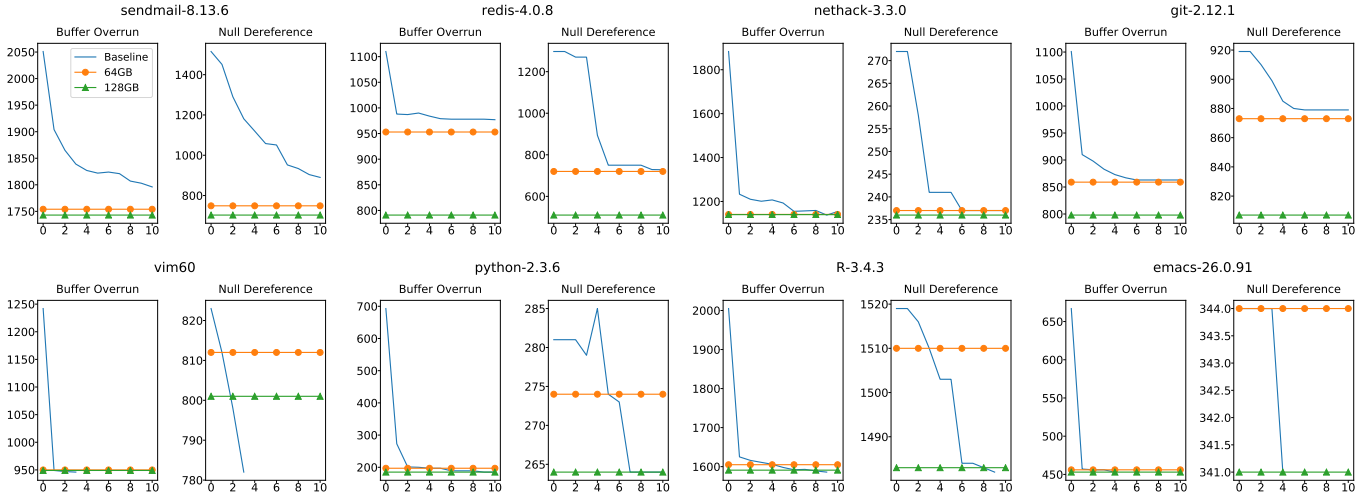 sendmail-8.13.6
redis-4.0.8
nethack-3.3.0
git-2.12.1
Buffer Overrun
Null Dereference
Buffer Overrun
Null Dereference
Buffer Overrun
Null Dereference
Buffer Overrun
Null Dereference
Baseline
64GB
128GB
2050
2000
1950
1900
1850
1800
1750
0 2 4 6 8 10
1400
1200
1000
800
0 2 4 6 8 10
1100
1050
1000
950
900
850
800
0 2 4 6 8 10
1200
1000
800
600
0 2 4 6 8 10
1800
1600
1400
1200
0 2 4 6 8 10
270
265
260
255
250
245
240
235
0 2 4 6 8 10
1100
1050
1000
950
900
850
800
0 2 4 6 8 10
920
900
880
860
840
820
0 2 4 6 8 10
vim60
python-2.3.6
R-3.4.3
emacs-26.0.91
Buffer Overrun
Null Dereference
Buffer Overrun
Null Dereference
Buffer Overrun
Null Dereference
Buffer Overrun
Null Dereference
1250
1200
1150
1100
1050
1000
950
0 2 4 6 8 10
820
810
800
790
780
0 2 4 6 8 10
700
600
500
400
300
200
0 2 4 6 8 10
285
280
275
270
265
0 2 4 6 8 10
2000
1900
1800
1700
1600
0 2 4 6 8 10
1520
1510
1500
1490
0 2 4 6 8 10
650
600
550
500
450
0 2 4 6 8 10
344.0
343.5
343.0
342.5
342.0
341.5
341.0
0 2 4 6 8 10